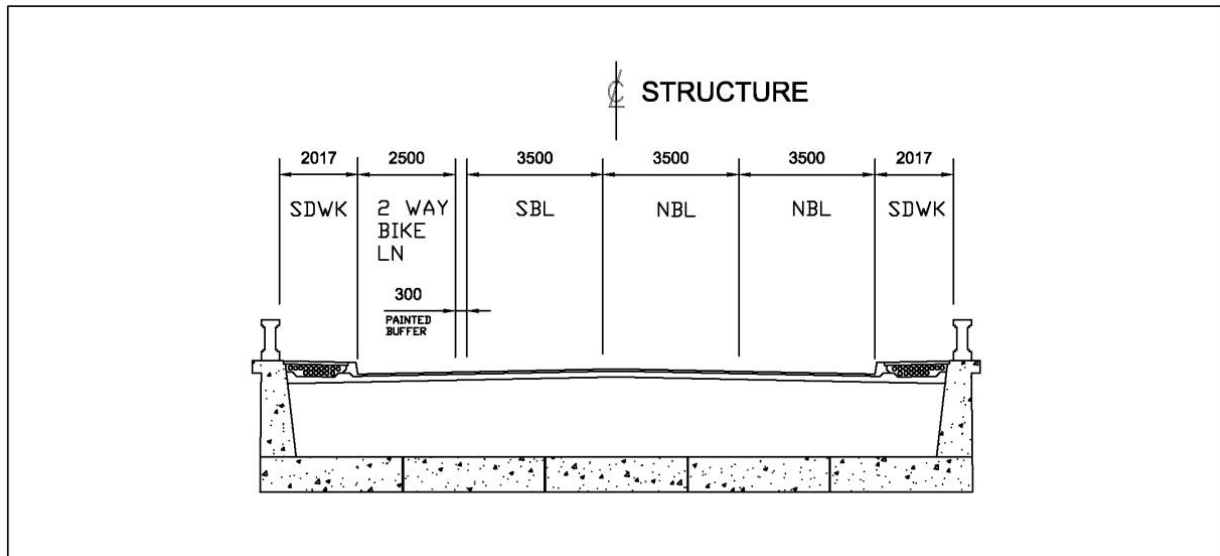 ℄ STRUCTURE
2017 2500 3500 3500 3500 2017
SDWK 2 WAY SBL NBL NBL SDWK
BIKE
LN
300
PAINTED
BUFFER